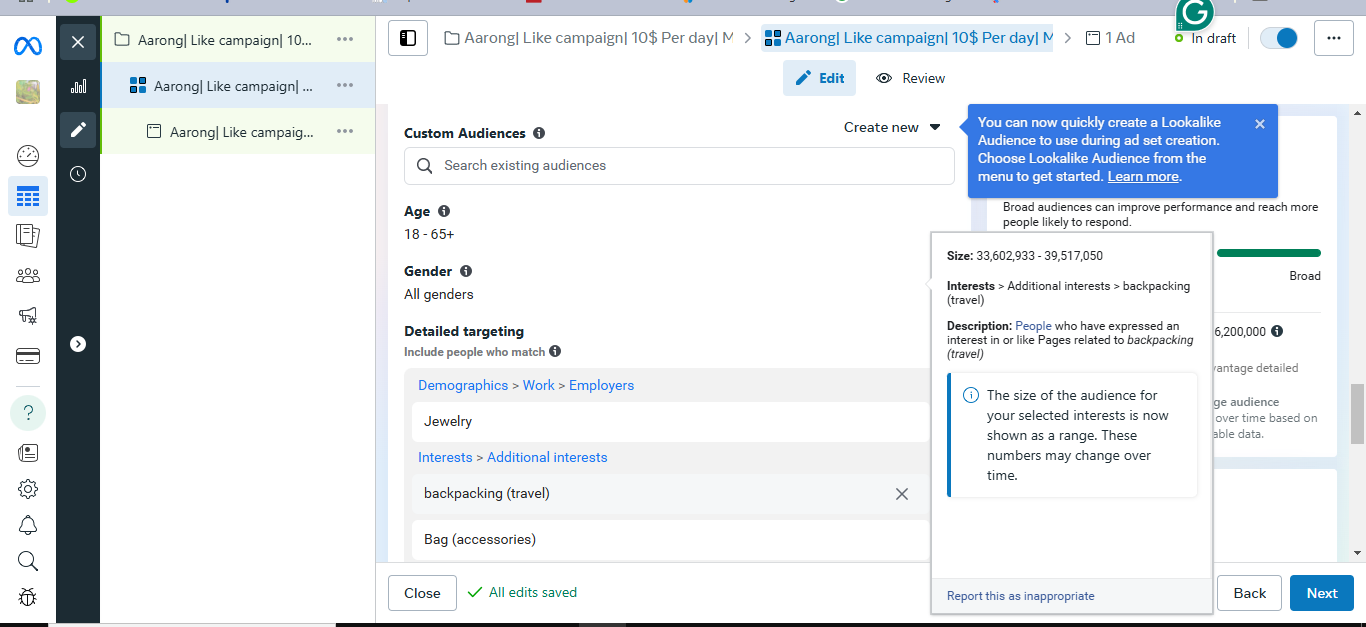 Aarong| Like campaign| 10...
Aarong| Like campaign| ...
Aarong| Like campaig...
Aarong| Like campaign| 10$ Per day| M
Aarong| Like campaign| 10$ Per day| M
1 Ad
In draft
G
Edit
Review
Custom Audiences
Create new
Search existing audiences
You can now quickly create a Lookalike
Audience to use during ad set creation.
Choose Lookalike Audience from the
menu to get started. Learn more.
Age
18 - 65+
Gender
All genders
Detailed targeting
Include people who match
Demographics > Work > Employers
Jewelry
Interests > Additional interests
backpacking (travel)
Bag (accessories)
Broad audiences can improve performance and reach more
people likely to respond.
Broad
6,200,000
vantage detailed
ge audience
over time based on
able data.
Size: 33,602,933 - 39,517,050
Interests > Additional interests > backpacking
(travel)
Description: People who have expressed an
interest in or like Pages related to backpacking
(travel)
The size of the audience for
your selected interests is now
shown as a range. These
numbers may change over
time.
Report this as inappropriate
Close
All edits saved
Back
Next